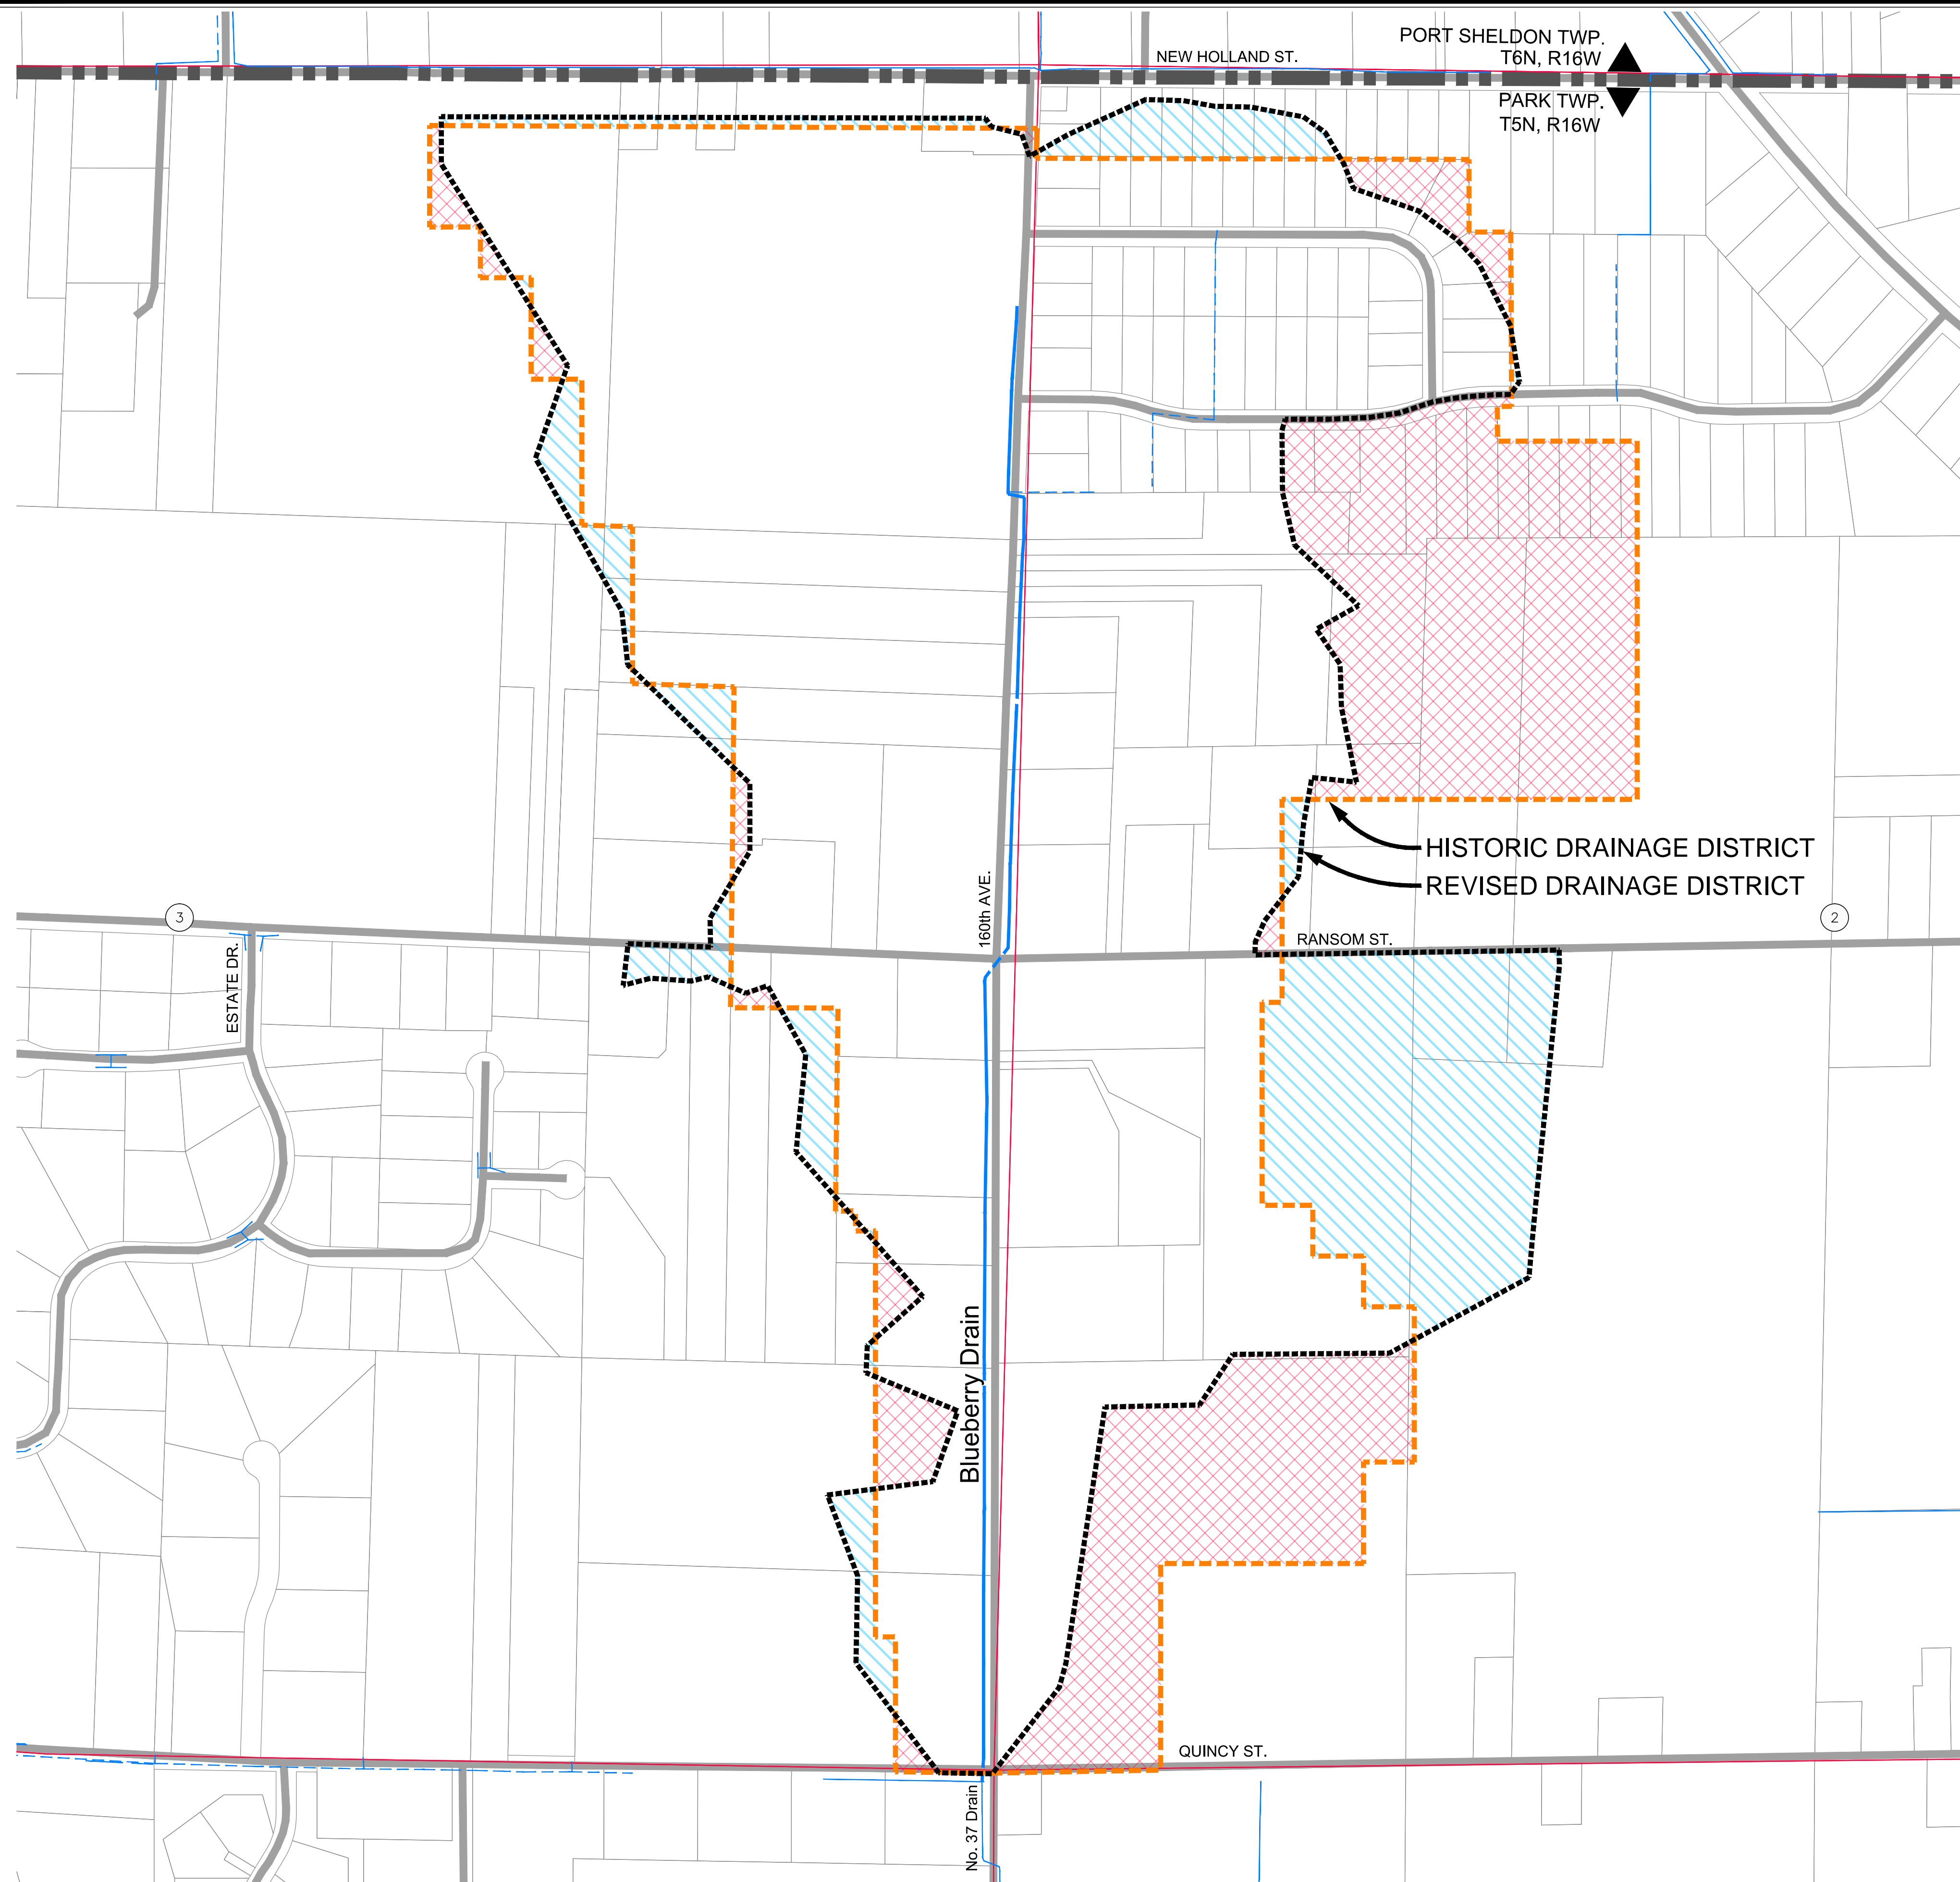 PORT SHELDON TWP.
T6N, R16W
NEW HOLLAND ST.
PARK TWP.
T5N, R16W
HISTORIC DRAINAGE DISTRICT
REVISED DRAINAGE DISTRICT
160th AVE.
3
2
RANSOM ST.
ESTATE DR.
Blueberry Drain
QUINCY ST.
No. 37 Drain